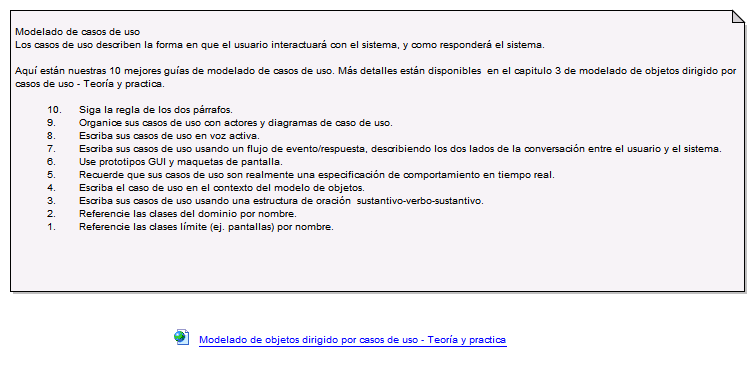 Modelado de casos de uso
Los casos de uso describen la forma en que el usuario interactuará con el sistema, y como responderá el sistema.
Aquí están nuestras 10 mejores guías de modelado de casos de uso. Más detalles están disponibles en el capitulo 3 de modelado de objetos dirigido por
casos de uso - Teoría y practica.
10. Siga la regla de los dos párrafos.
9. Organice sus casos de uso con actores y diagramas de caso de uso.
8. Escriba sus casos de uso en voz activa.
7. Escriba sus casos de uso usando un flujo de evento/respuesta, describiendo los dos lados de la conversación entre el usuario y el sistema.
6. Use prototipos GUI y maquetas de pantalla.
5. Recuerde que sus casos de uso son realmente una especificación de comportamiento en tiempo real.
4. Escriba el caso de uso en el contexto del modelo de objetos.
3. Escriba sus casos de uso usando una estructura de oración sustantivo-verbo-sustantivo.
2. Referencie las clases del dominio por nombre.
1. Referencie las clases límite (ej. pantallas) por nombre.
Modelado de objetos dirigido por casos de uso - Teoría y practica